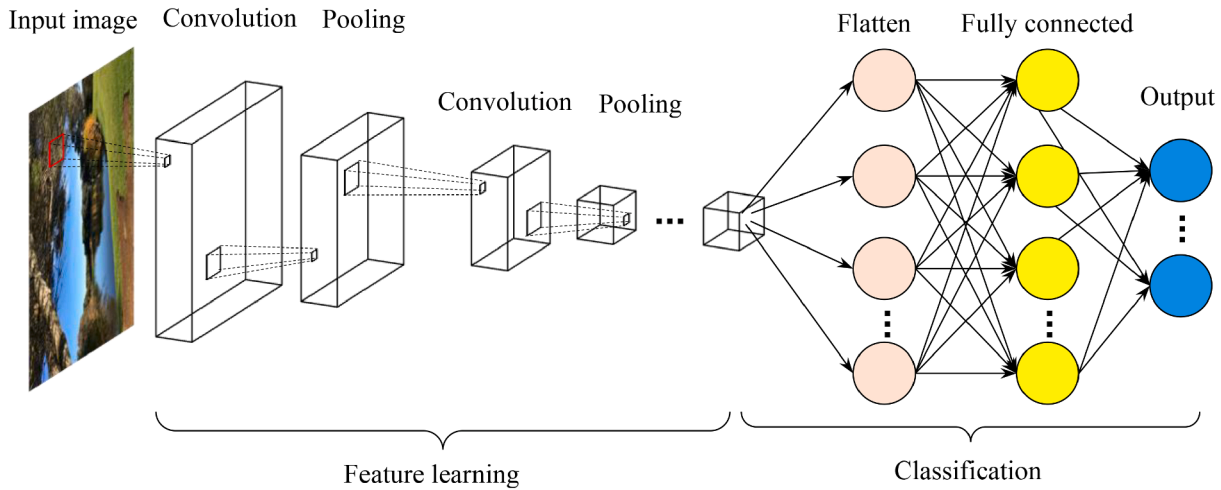 Input image
Convolution
Pooling
Convolution
Pooling
Flatten
Fully connected
Output
Feature learning
Classification